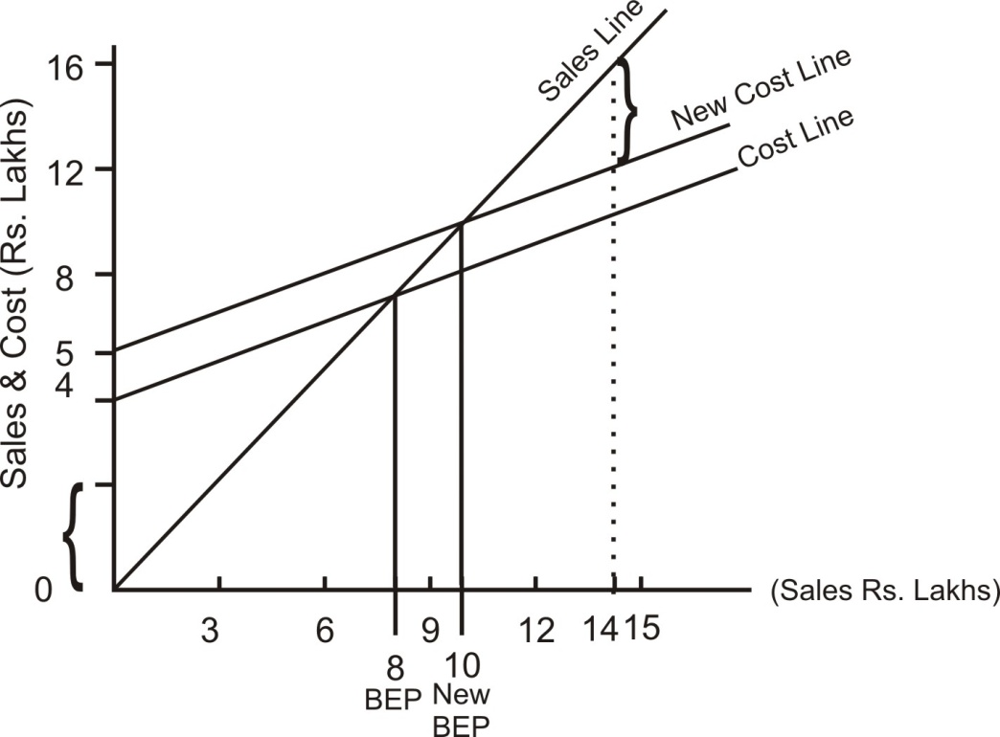 Sales Line
New Cost Line
Cost Line
Sales & Cost (Rs. Lakhs)
16
12
8
5
4
0
3 6 9 12 14 15
(Sales Rs. Lakhs)
8
BEP
10
New
BEP